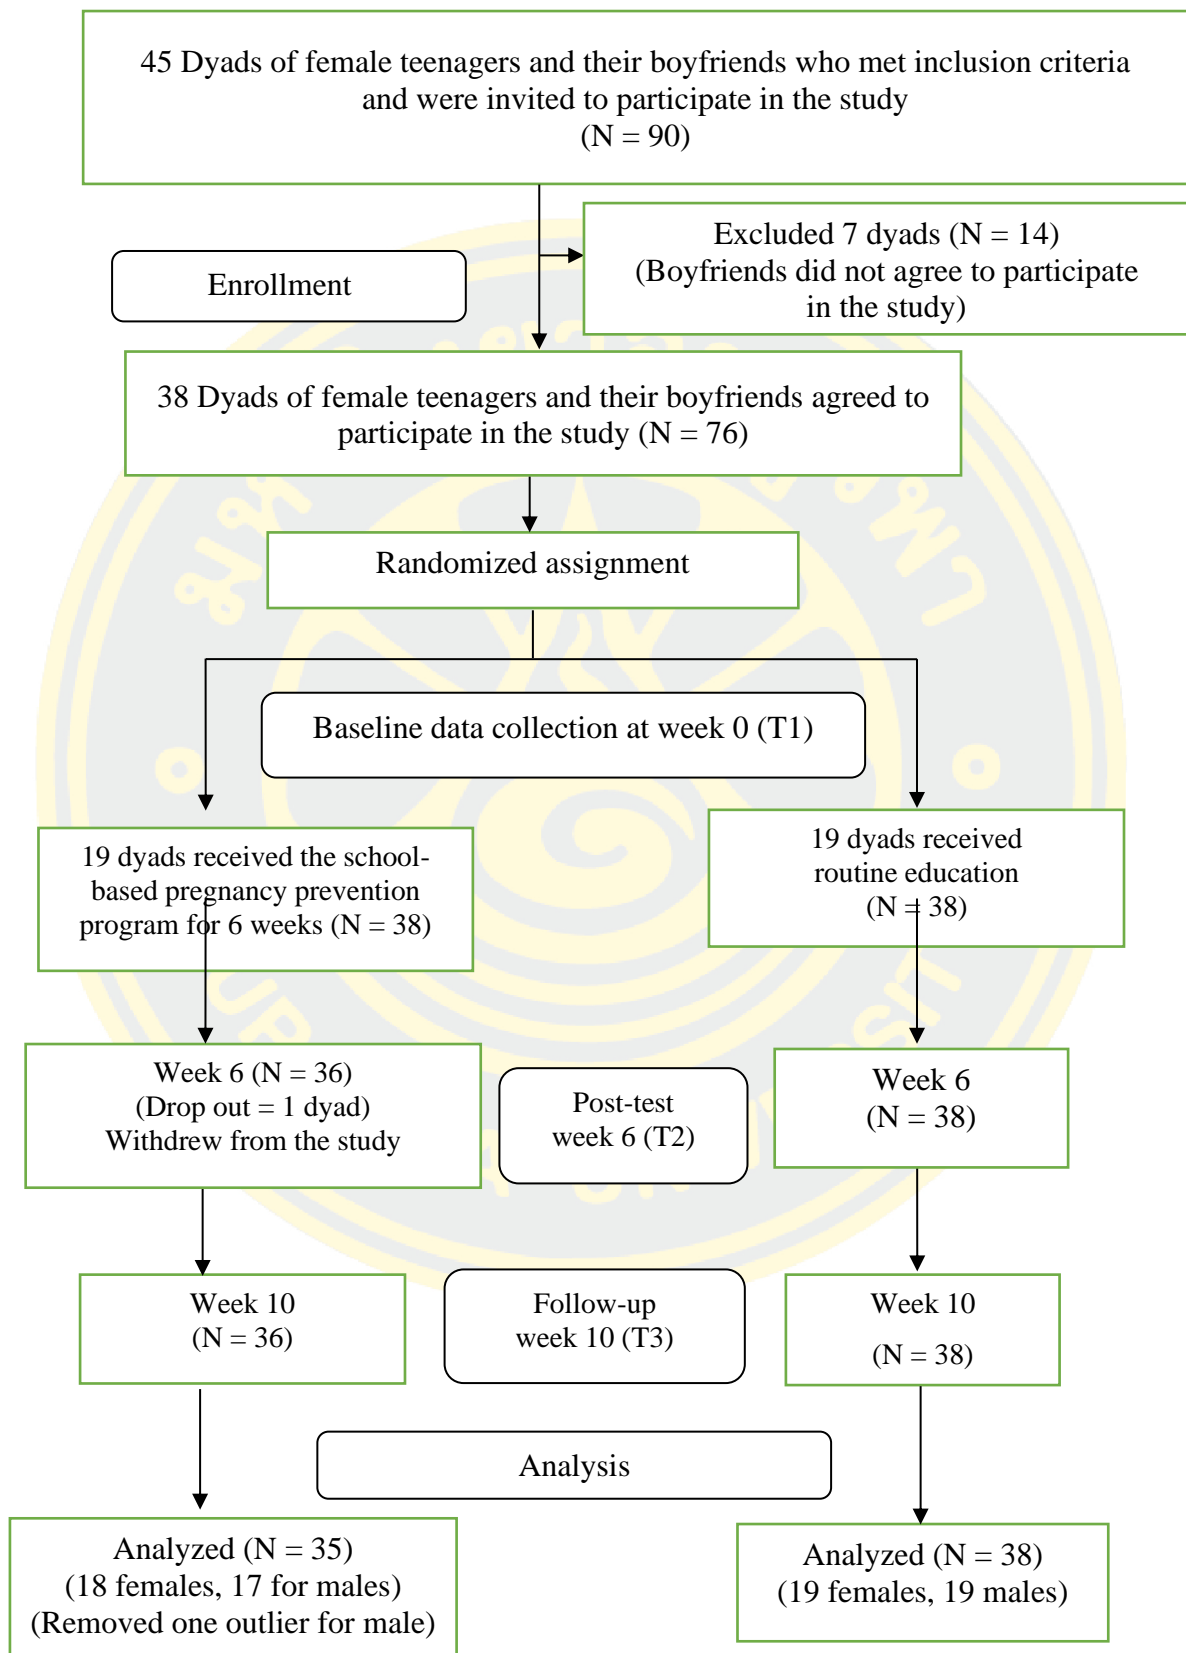 45 Dyads of female teenagers and their boyfriends who met inclusion criteria
and were invited to participate in the study
(N = 90)
Excluded 7 dyads (N = 14)
(Boyfriends did not agree to participate
in the study)
Enrollment
38 Dyads of female teenagers and their boyfriends agreed to
participate in the study (N = 76)
Randomized assignment
Baseline data collection at week 0 (T1)
19 dyads received the school-
based pregnancy prevention
program for 6 weeks (N = 38)
19 dyads received
routine education
(N = 38)
Week 6 (N = 36)
(Drop out = 1 dyad)
Withdrew from the study
Post-test
week 6 (T2)
Week 6
(N = 38)
Week 10
(N = 36)
Follow-up
week 10 (T3)
Week 10
(N = 38)
Analysis
Analyzed (N = 35)
(18 females, 17 for males)
(Removed one outlier for male)
Analyzed (N = 38)
(19 females, 19 males)